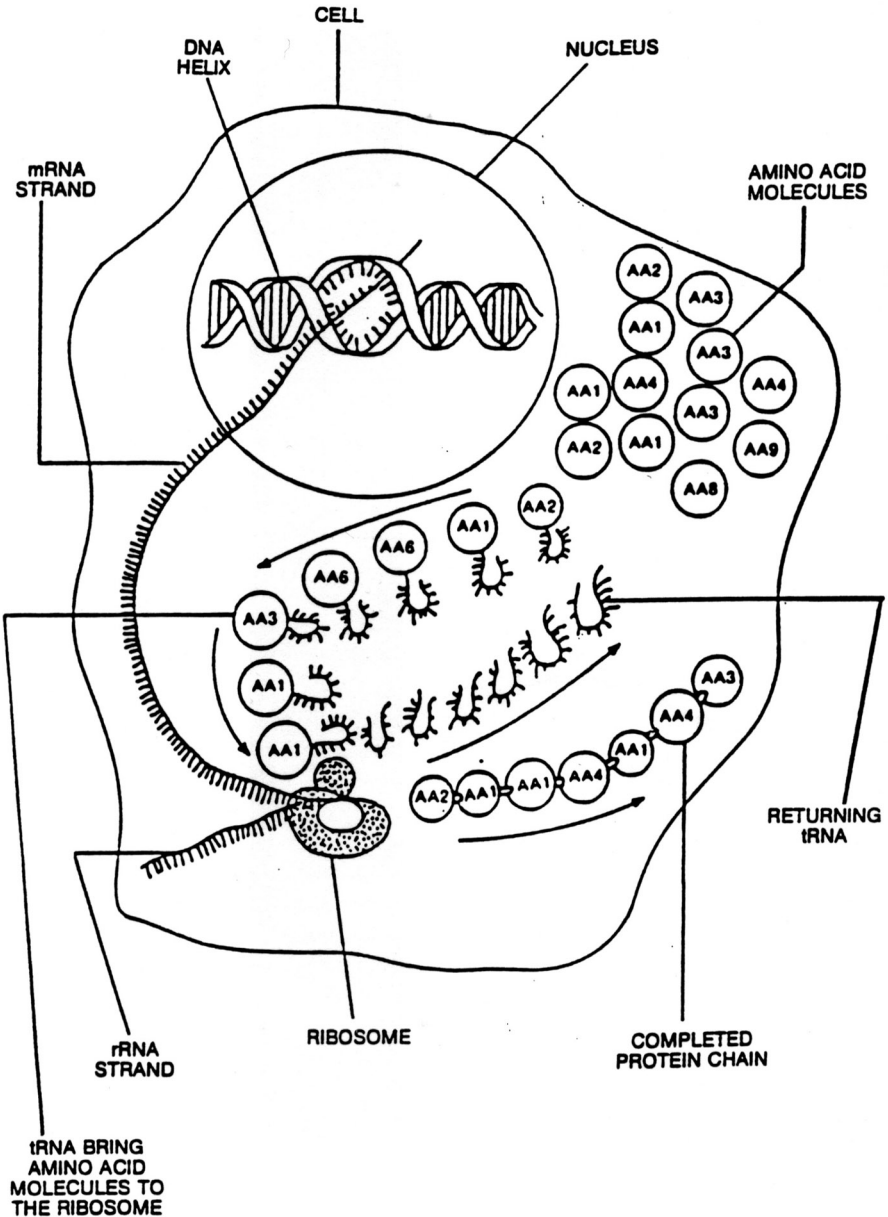 CELL
DNA
HELIX
NUCLEUS
mRNA
STRAND
AMINO ACID
MOLECULES
AA2
AA3
AA1
AA3
AA1
AA4
AA4
AA3
AA2
AA1
AA9
AA8
AA2
AA1
AA6
AA6
AA3
AA1
AA1
AA2
AA1
AA1
AA4
AA1
AA4
AA3
RETURNING
tRNA
RIBOSOME
COMPLETED
PROTEIN CHAIN
rRNA
STRAND
tRNA BRING
AMINO ACID
MOLECULES TO
THE RIBOSOME